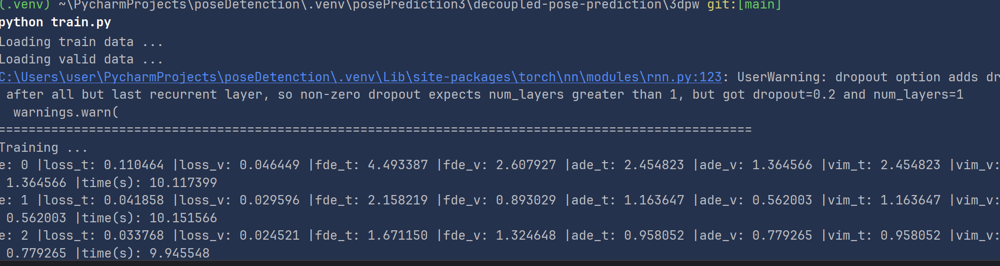 (.venv) ~\PycharmProjects\poseDetenction\.venv\posePrediction3\decoupled-pose-prediction\3dpw git:[main]
python train.py
Loading train data ...
Loading valid data ...
C:\Users\user\PycharmProjects\poseDetenction\.venv\Lib\site-packages\torch\nn\modules\rnn.py:123: UserWarning: dropout option adds dr
after all but last recurrent layer, so non-zero dropout expects num_layers greater than 1, but got dropout=0.2 and num_layers=1
warnings.warn(
====================================================================================================
Training ...
e: 0 |loss_t: 0.110464 |loss_v: 0.046449 |fde_t: 4.493387 |fde_v: 2.607927 |ade_t: 2.454823 |ade_v: 1.364566 |vim_t: 2.454823 |vim_v:
1.364566 |time(s): 10.117399
e: 1 |loss_t: 0.041858 |loss_v: 0.029596 |fde_t: 2.158219 |fde_v: 0.893029 |ade_t: 1.163647 |ade_v: 0.562003 |vim_t: 1.163647 |vim_v:
0.562003 |time(s): 10.151566
e: 2 |loss_t: 0.033768 |loss_v: 0.024521 |fde_t: 1.671150 |fde_v: 1.324648 |ade_t: 0.958052 |ade_v: 0.779265 |vim_t: 0.958052 |vim_v:
0.779265 |time(s): 9.945548